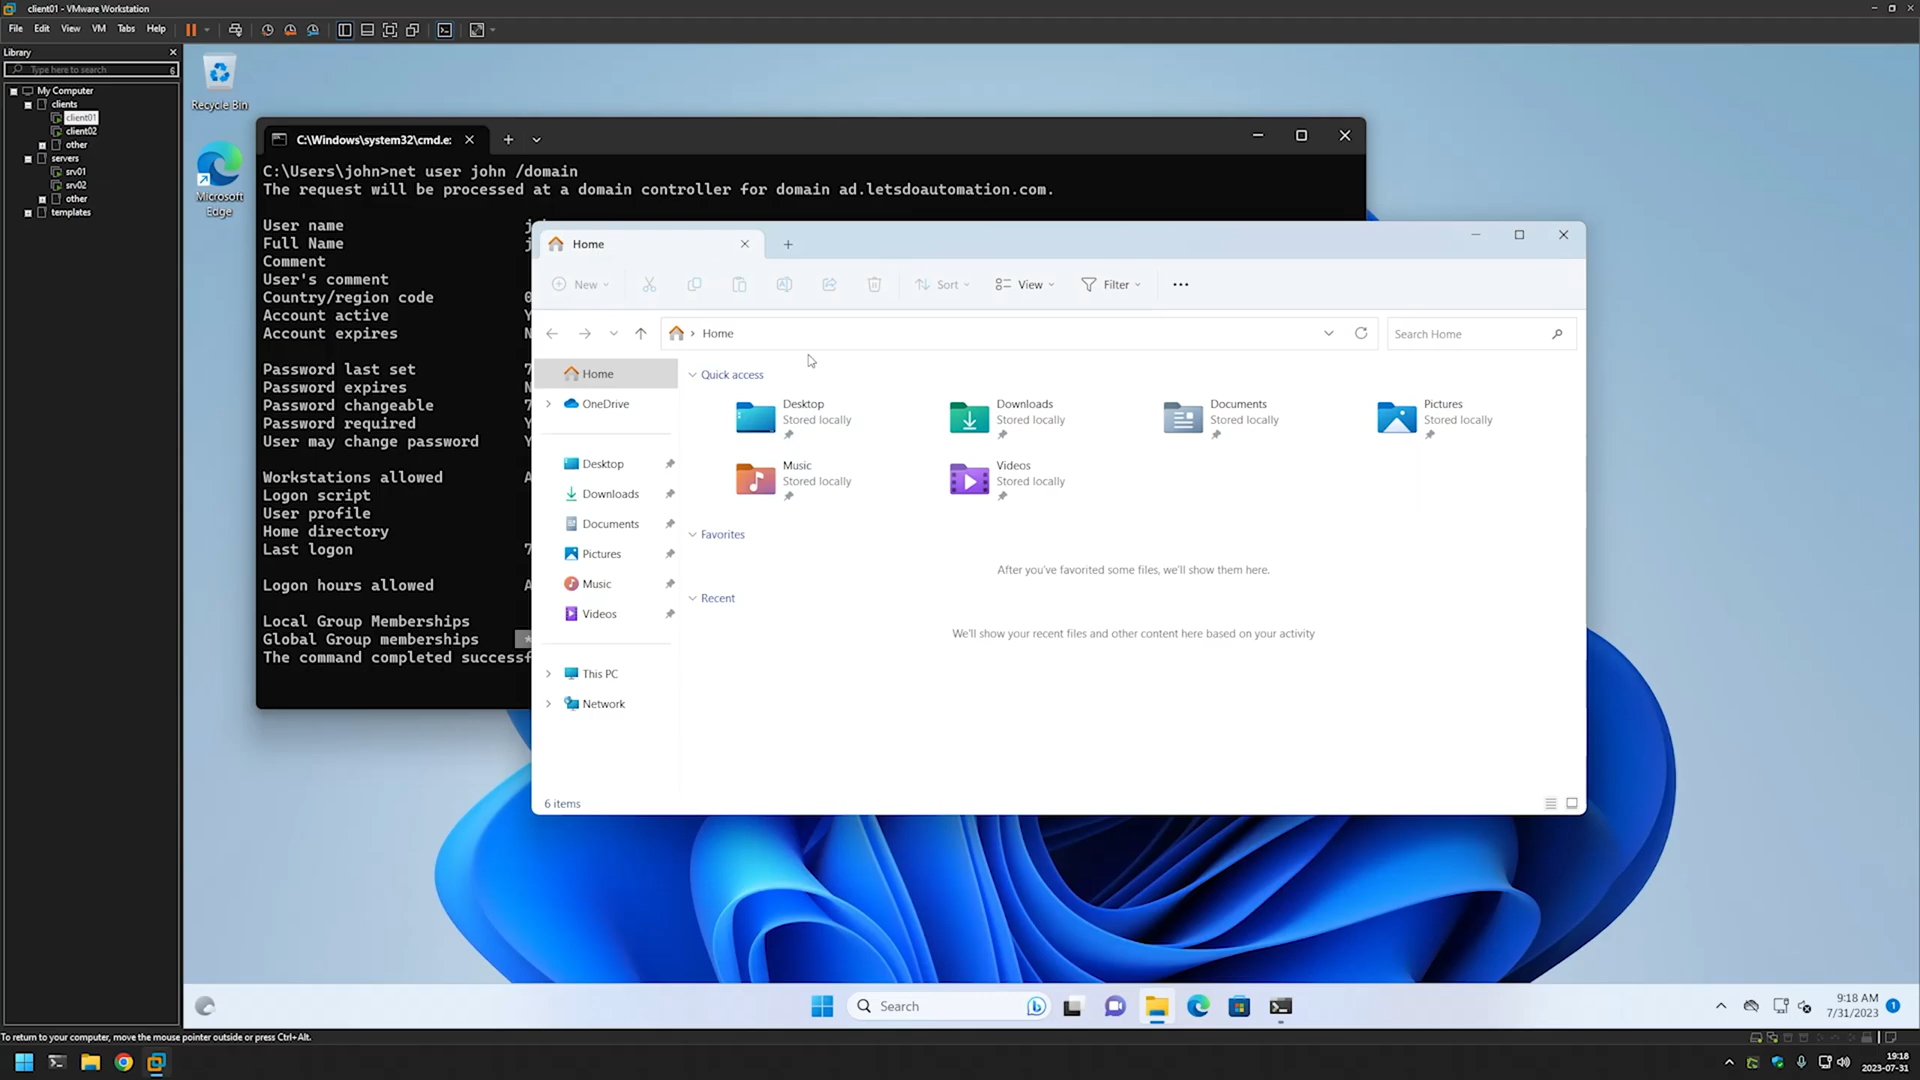 client01 - VMware Workstation
File Edit View VM Tabs Help
Library
Type here to search
My Computer
clients
client01
client02
other
servers
srv01
srv02
other
templates
Recycle Bin
Microsoft
Edge
C:\Windows\system32\cmd.e:
C:\Users\john>net user john /domain
The request will be processed at a domain controller for domain ad.letsdoautomation.com.
User name
Full Name
Comment
User's comment
Country/region code 0
Account active Y
Account expires N
Password last set 7
Password expires N
Password changeable 7
Password required Y
User may change password Y
Workstations allowed A
Logon script
User profile
Home directory
Last logon 7
Logon hours allowed A
Local Group Memberships
Global Group memberships *
The command completed successf
Home
New
Sort
View
Filter
Home
Search Home
Home
OneDrive
Desktop
Downloads
Documents
Pictures
Music
Videos
This PC
Network
Quick access
Desktop
Stored locally
Downloads
Stored locally
Documents
Stored locally
Pictures
Stored locally
Music
Stored locally
Videos
Stored locally
Favorites
After you've favorited some files, we'll show them here.
Recent
We'll show your recent files and other content here based on your activity
6 items
Search
9:18 AM
7/31/2023
1
To return to your computer, move the mouse pointer outside or press Ctrl+Alt.
19:18
2023-07-31